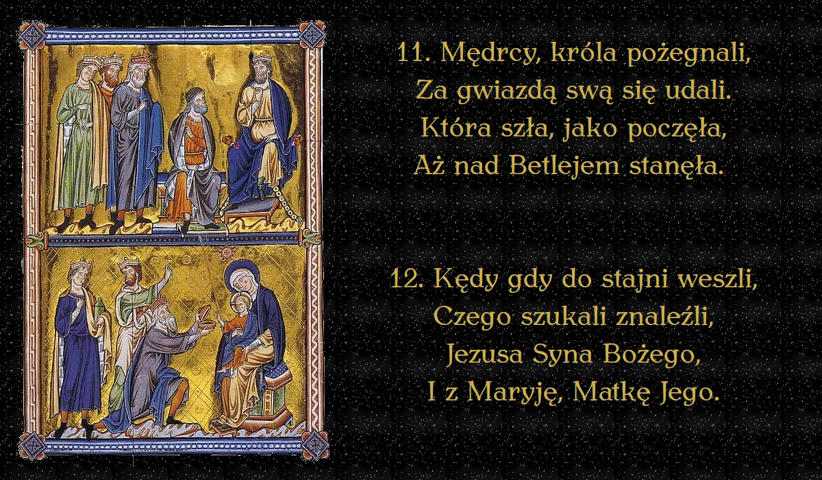 11. Mędrcy, króla pożegnali,
Za gwiazdą swą się udali.
Która szła, jako poczęła,
Aż nad Betlejem stanęła.
12. Kędy gdy do stajni weszli,
Czego szukali znaleźli,
Jezusa Syna Bożego,
I z Maryję, Matkę Jego.